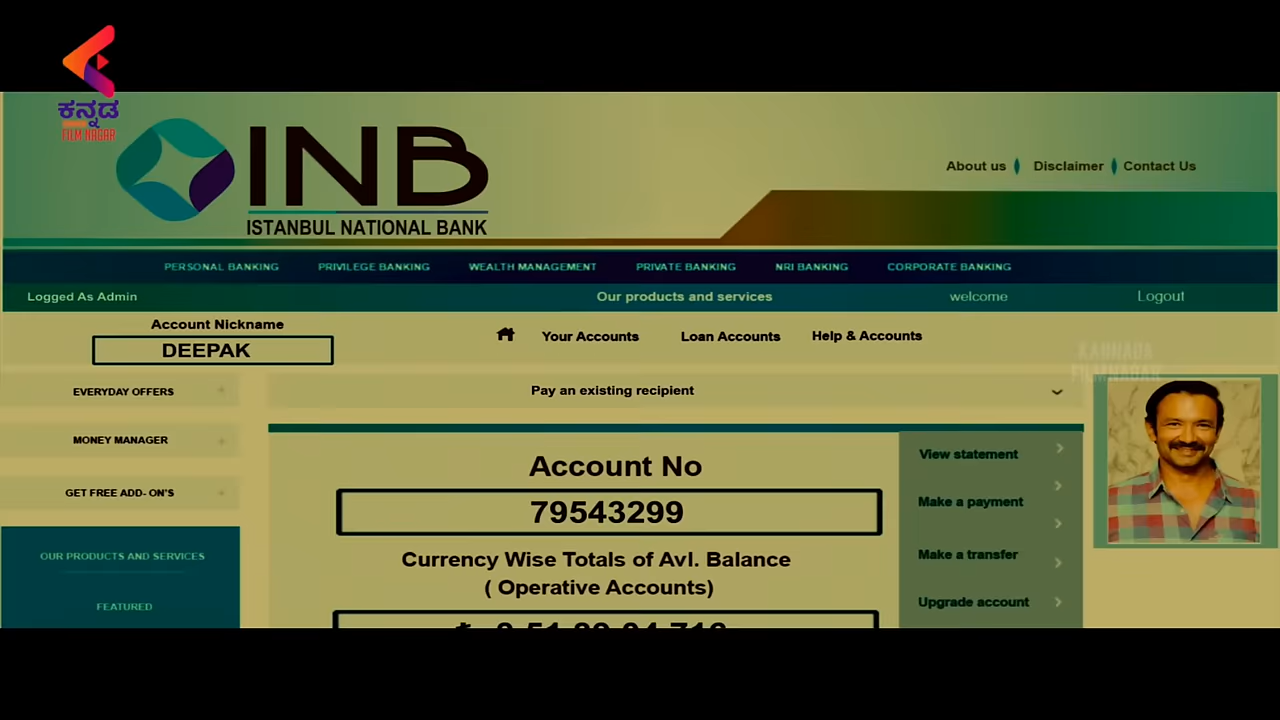 ಕನ್ನಡ
FILM NAGAR
INB
ISTANBUL NATIONAL BANK
About us Disclaimer Contact Us
PERSONAL BANKING PRIVILEGE BANKING WEALTH MANAGEMENT PRIVATE BANKING NRI BANKING CORPORATE BANKING
Logged As Admin Our products and services welcome Logout
Account Nickname
DEEPAK
Your Accounts Loan Accounts Help & Accounts
KANNADA
FILMNAGAR
EVERYDAY OFFERS
Pay an existing recipient
MONEY MANAGER
GET FREE ADD- ON'S
OUR PRODUCTS AND SERVICES
FEATURED
Account No
79543299
Currency Wise Totals of Avl. Balance
( Operative Accounts)
View statement
Make a payment
Make a transfer
Upgrade account